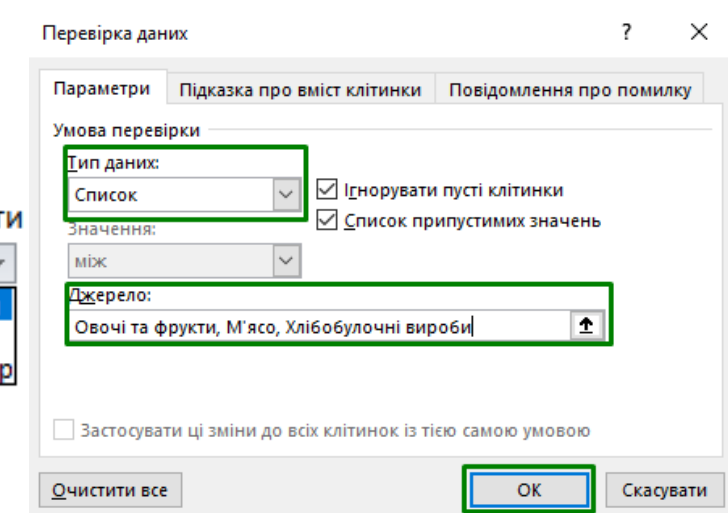 Перевірка даних
Параметри Підказка про вміст клітинки Повідомлення про помилку
Умова перевірки
Тип даних:
Список
Ігнорувати пусті клітинки
Список припустимих значень
Значення:
між
Джерело:
Овочі та фрукти, М'ясо, Хлібобулочні вироби
Застосувати ці зміни до всіх клітинок із тією самою умовою
Очистити все ОК Скасувати